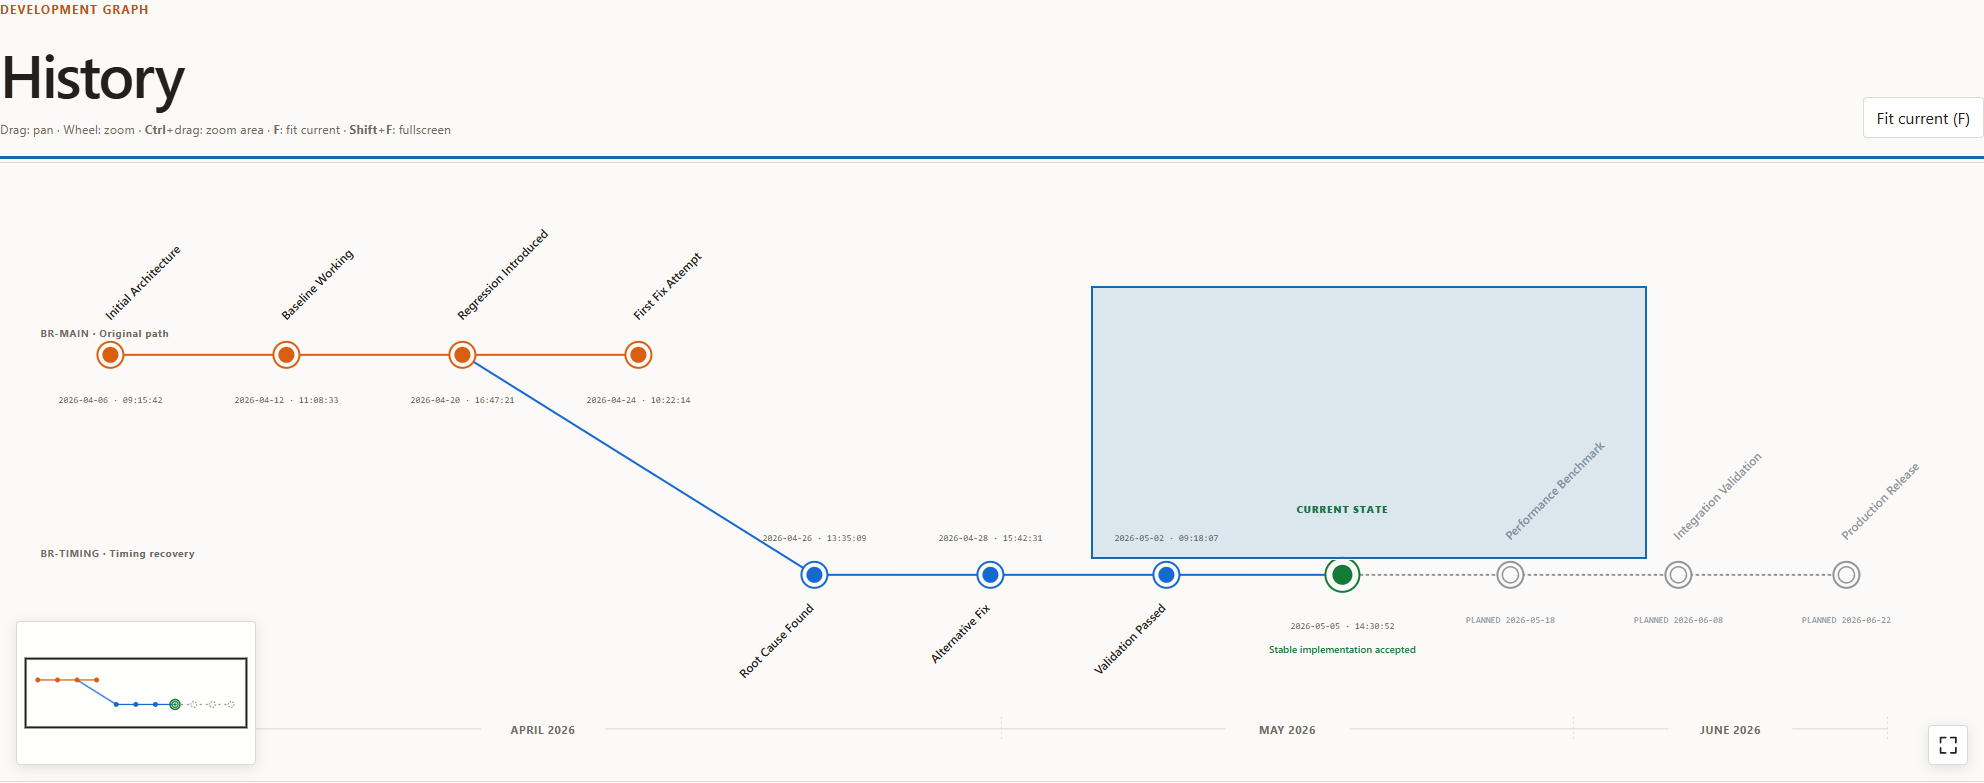 DEVELOPMENT GRAPH
History
Drag: pan · Wheel: zoom · Ctrl+drag: zoom area · F: fit current · Shift+F: fullscreen
Fit current (F)
Initial Architecture
Baseline Working
Regression Introduced
First Fix Attempt
BR-MAIN · Original path
2026-04-06 · 09:15:42
2026-04-12 · 11:08:33
2026-04-20 · 16:47:21
2026-04-24 · 10:22:14
Performance Benchmark
Integration Validation
Production Release
CURRENT STATE
2026-04-26 · 13:35:09
2026-04-28 · 15:42:31
2026-05-02 · 09:18:07
BR-TIMING · Timing recovery
Root Cause Found
Alternative Fix
Validation Passed
2026-05-05 · 14:30:52
Stable implementation accepted
PLANNED 2026-05-18
PLANNED 2026-06-08
PLANNED 2026-06-22
APRIL 2026
MAY 2026
JUNE 2026